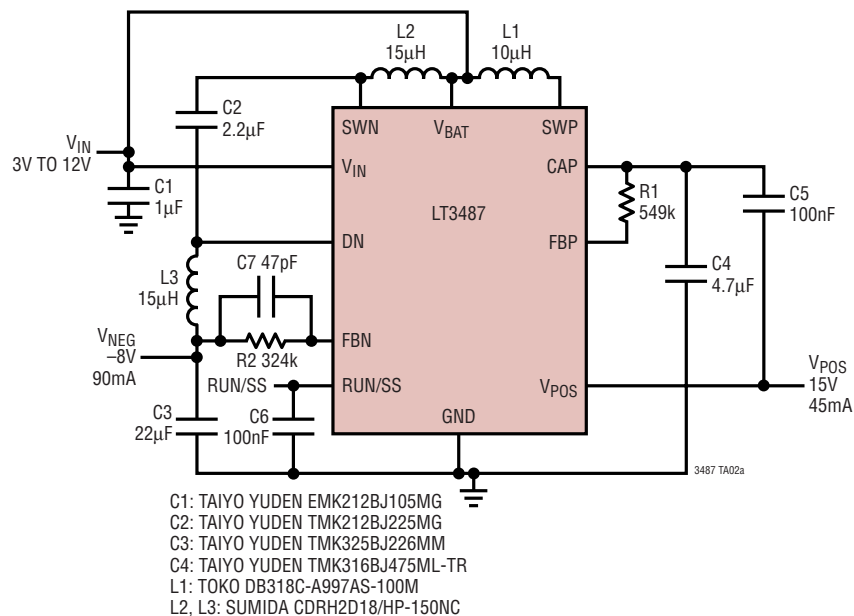 L2
15µH
L1
10µH
C2
2.2µF
SWN
VBAT
SWP
VIN
3V TO 12V
VIN
CAP
C1
1µF
LT3487
R1
549k
C5
100nF
DN
FBP
C7 47pF
L3
15µH
C4
4.7µF
VNEG
–8V
90mA
R2 324k
FBN
RUN/SS
RUN/SS
VPOS
VPOS
15V
45mA
C3
22µF
C6
100nF
GND
3487 TA02a
C1: TAIYO YUDEN EMK212BJ105MG
C2: TAIYO YUDEN TMK212BJ225MG
C3: TAIYO YUDEN TMK325BJ226MM
C4: TAIYO YUDEN TMK316BJ475ML-TR
L1: TOKO DB318C-A997AS-100M
L2, L3: SUMIDA CDRH2D18/HP-150NC